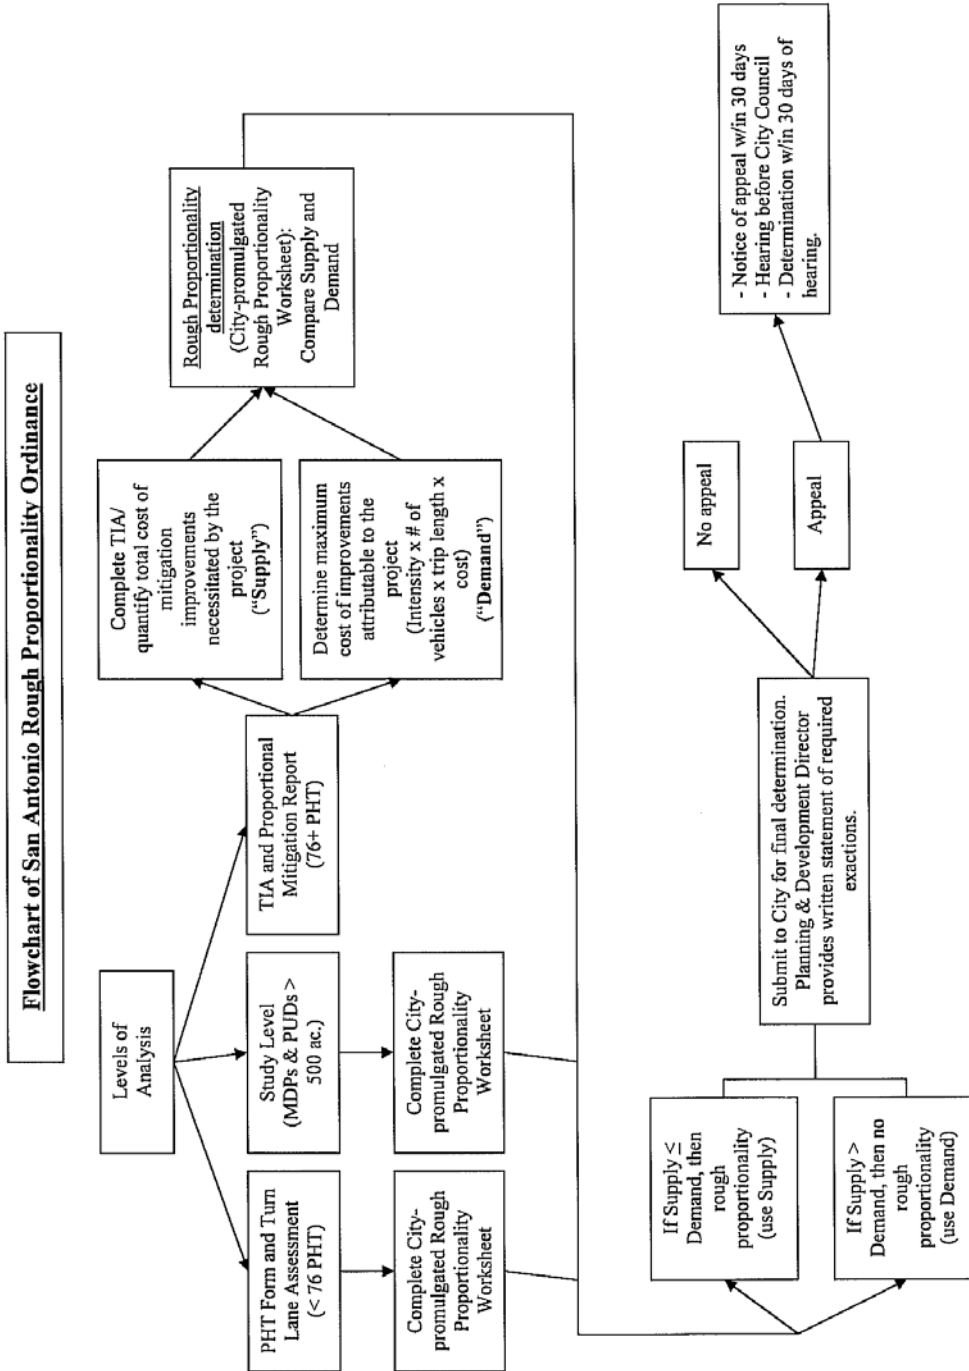 Flowchart of San Antonio Rough Proportionality Ordinance
Levels of
Analysis
PHT Form and Turn
Lane Assessment
(< 76 PHT)
Study Level
(MDPs & PUDs >
500 ac.)
TIA and Proportional
Mitigation Report
(76+ PHT)
Complete City-
promulgated Rough
Proportionality
Worksheet
Complete City-
promulgated Rough
Proportionality
Worksheet
Complete TIA/
quantify total cost of
mitigation
improvements
necessitated by the
project
("Supply")
Determine maximum
cost of improvements
attributable to the
project
(Intensity x # of
vehicles x trip length x
cost)
("Demand")
Rough Proportionality
determination
(City-promulgated
Rough Proportionality
Worksheet):
Compare Supply and
Demand
If Supply ≤
Demand, then
rough
proportionality
(use Supply)
If Supply >
Demand, then no
rough
proportionality
(use Demand)
Submit to City for final determination.
Planning & Development Director
provides written statement of required
exactions.
No appeal
Appeal
- Notice of appeal w/in 30 days
- Hearing before City Council
- Determination w/in 30 days of
hearing.